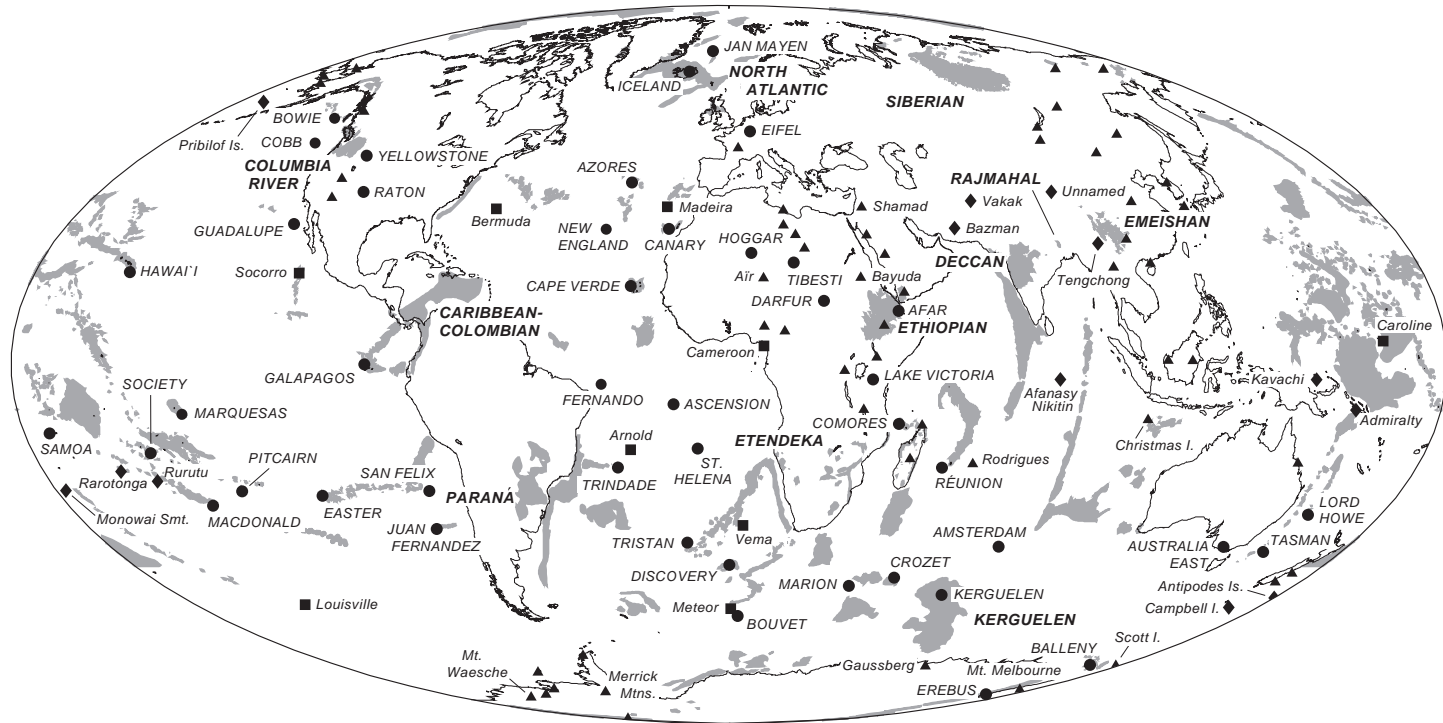 JAN MAYEN
ICELAND
NORTH
ATLANTIC
SIBERIAN
BOWIE
Pribilof Is.
COBB
EIFEL
COLUMBIA
RIVER
YELLOWSTONE
RATON
AZORES
RAJMAHAL
Unnamed
Vakak
Bermuda
Madeira
Shamad
EMEISHAN
GUADALUPE
NEW
ENGLAND
CANARY
HOGGAR
Bazman
HAWAI`I
Socorro
Aïr
TIBESTI
Bayuda
DECCAN
Tengchong
CAPE VERDE
DARFUR
AFAR
CARIBBEAN-
COLOMBIAN
ETHIOPIAN
Caroline
Cameroon
GALAPAGOS
LAKE VICTORIA
Kavachi
SOCIETY
FERNANDO
Afanasy
Nikitin
MARQUESAS
ASCENSION
COMORES
Admiralty
SAMOA
Arnold
ETENDEKA
Christmas I.
Rurutu
PITCAIRN
SAN FELIX
ST.
HELENA
Rodrigues
Rarotonga
TRINDADE
RÉUNION
PARANÁ
EASTER
MACDONALD
Monowai Smt.
LORD
HOWE
JUAN
FERNANDEZ
TRISTAN
Vema
AMSTERDAM
AUSTRALIA
EAST
TASMAN
DISCOVERY
MARION
CROZET
Antipodes Is.
Louisville
Meteor
KERGUELEN
Campbell I.
BOUVET
KERGUELEN
BALLENY
Scott I.
Mt.
Waesche
Merrick
Mtns.
Gaussberg
Mt. Melbourne
EREBUS